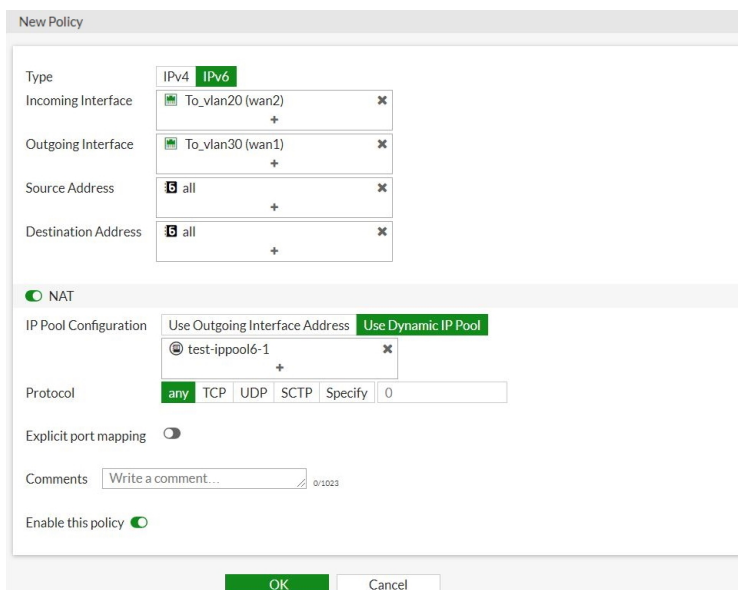 New Policy
Type IPv4 IPv6
Incoming Interface To_vlan20 (wan2)
Outgoing Interface To_vlan30 (wan1)
Source Address 6 all
Destination Address 6 all
NAT
IP Pool Configuration Use Outgoing Interface Address Use Dynamic IP Pool
test-ippool6-1
Protocol any TCP UDP SCTP Specify 0
Explicit port mapping
Comments Write a comment... 0/1023
Enable this policy
OK Cancel